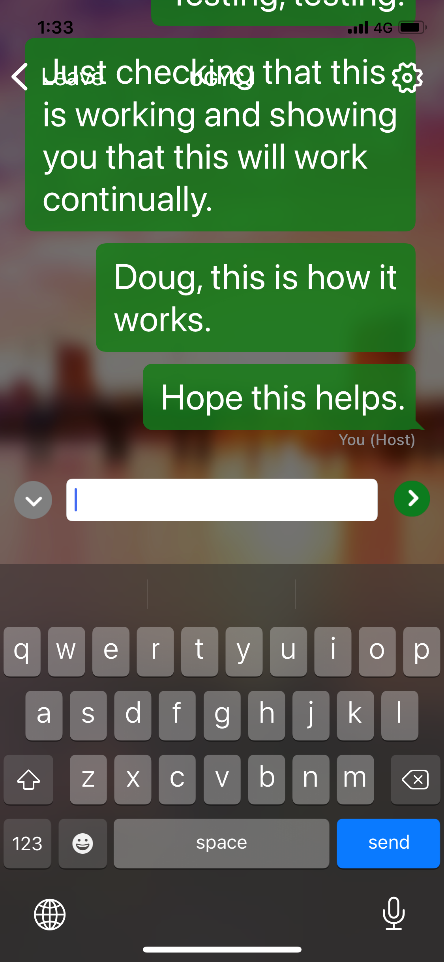 Testing, testing.
1:33
4G
Leave
Just checking that this
is working and showing
you that this will work
continually.
Doug, this is how it
works.
Hope this helps.
You (Host)
q w e r t y u i o p
a s d f g h j k l
z x c v b n m
123 space send